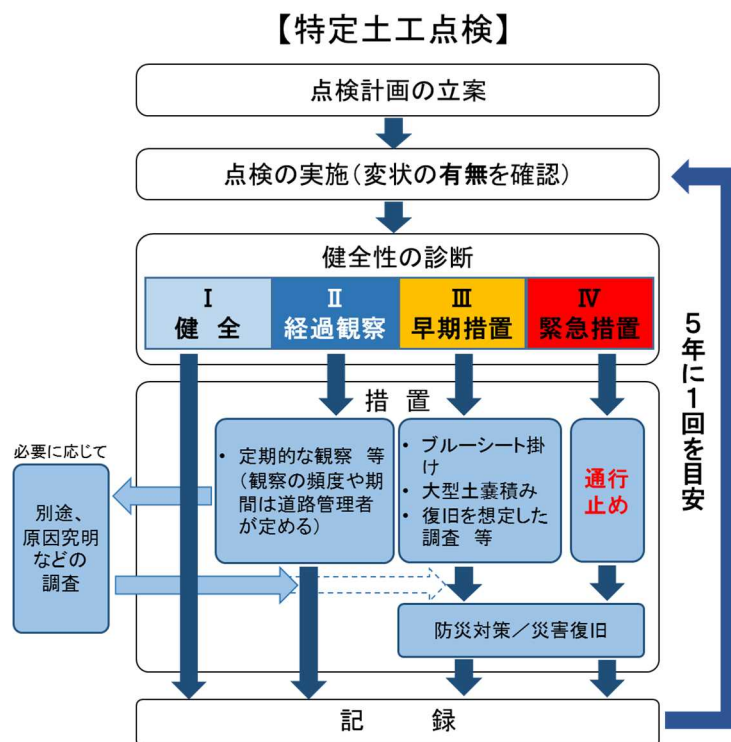 【特定土工点検】
点検計画の立案
点検の実施(変状の有無を確認)
健全性の診断
Ⅰ
健 全
Ⅱ
経過観察
Ⅲ
早期措置
Ⅳ
緊急措置
措 置
・ 定期的な観察 等
(観察の頻度や期
間は道路管理者
が定める)
・ ブルーシート掛
け
・ 大型土嚢積み
・ 復旧を想定した
調査 等
通行
止め
必要に応じて
別途、
原因究明
などの
調査
防災対策/災害復旧
記 録
5年に1回を目安